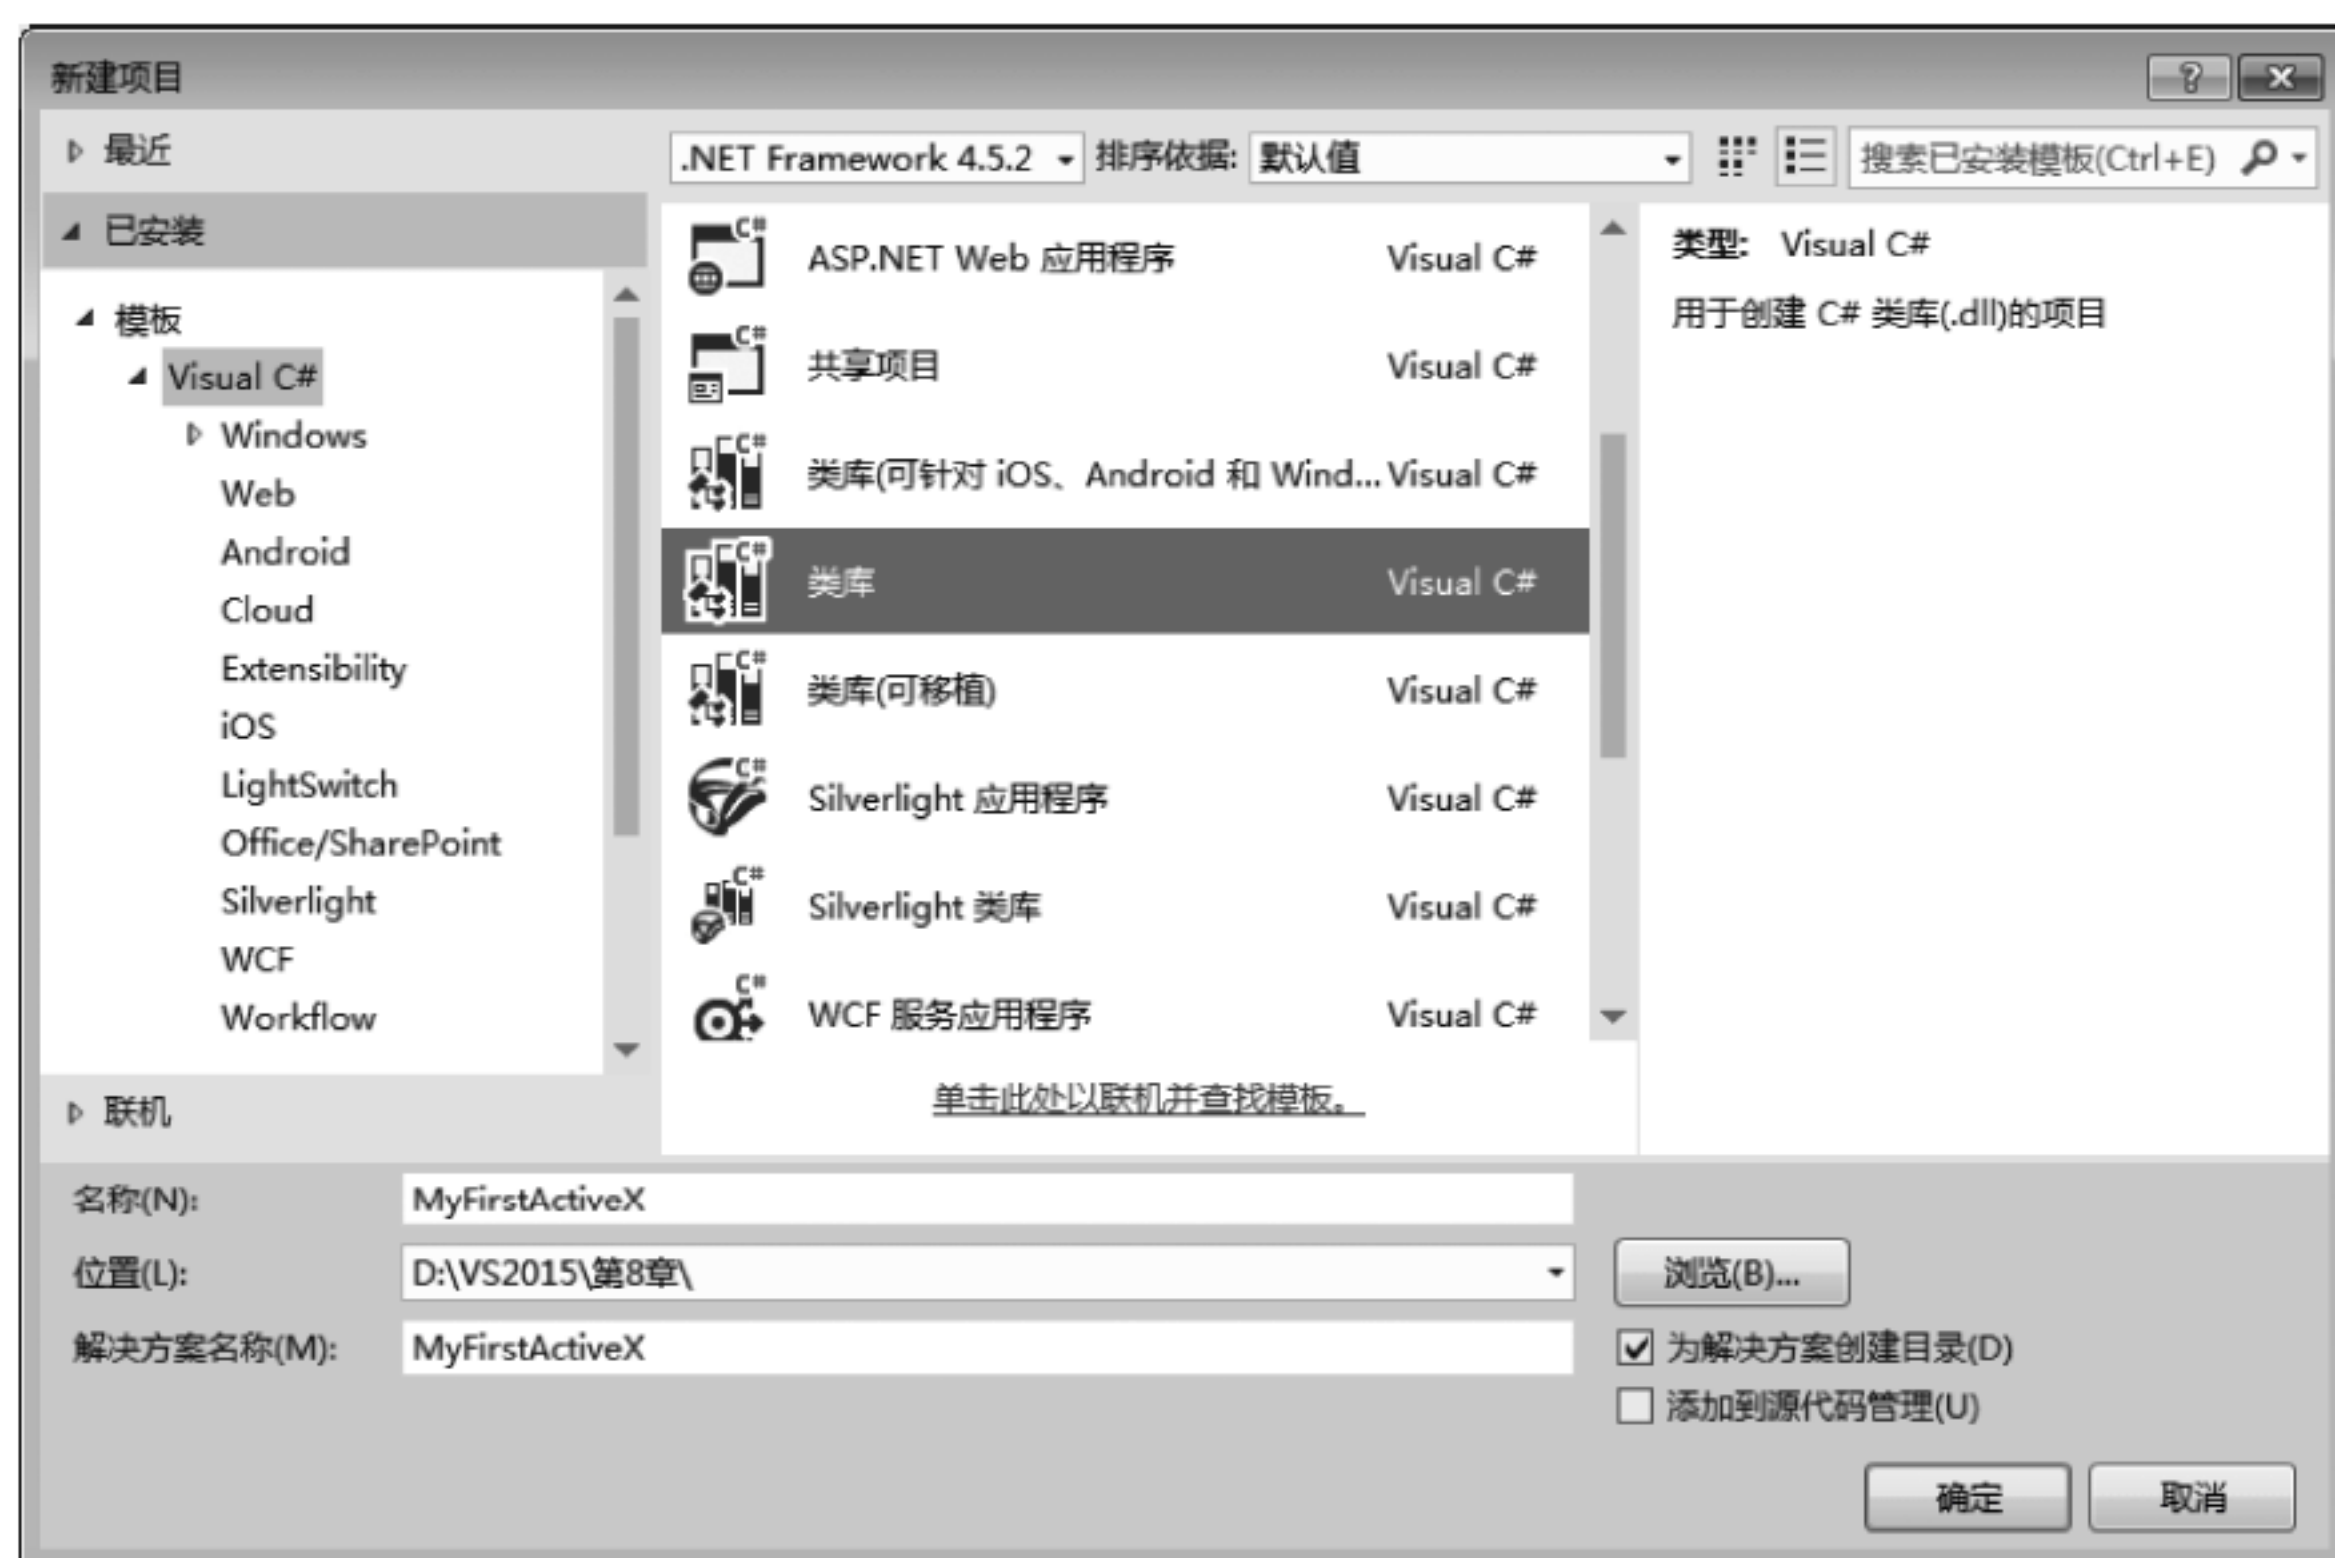 新建项目
最近
已安装
模板
Visual C#
Windows
Web
Android
Cloud
Extensibility
iOS
LightSwitch
Office/SharePoint
Silverlight
WCF
Workflow
联机
.NET Framework 4.5.2 排序依据: 默认值 搜索已安装模板(Ctrl+E)
ASP.NET Web 应用程序 Visual C#
共享项目 Visual C#
类库(可针对 iOS、Android 和 Wind... Visual C#
类库 Visual C#
类库(可移植) Visual C#
Silverlight 应用程序 Visual C#
Silverlight 类库 Visual C#
WCF 服务应用程序 Visual C#
单击此处以联机并查找模板。
类型: Visual C#
用于创建 C# 类库(.dll)的项目
名称(N): MyFirstActiveX
位置(L): D:\VS2015\第8章\ 浏览(B)...
解决方案名称(M): MyFirstActiveX 为解决方案创建目录(D)
添加到源代码管理(U)
确定 取消